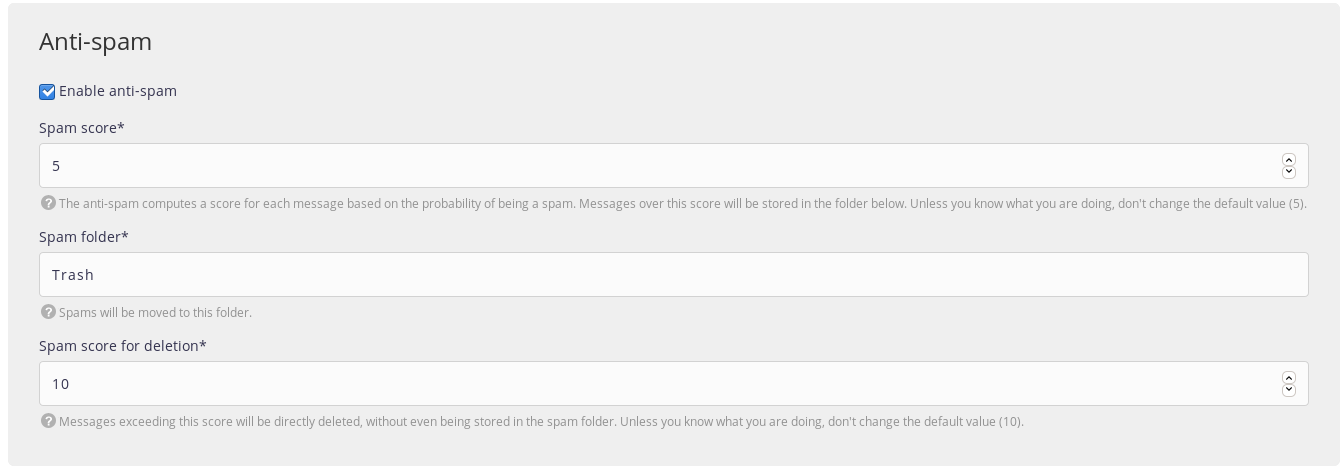 Anti-spam
Enable anti-spam
Spam score*
5
The anti-spam computes a score for each message based on the probability of being a spam. Messages over this score will be stored in the folder below. Unless you know what you are doing, don't change the default value (5).
Spam folder*
Trash
Spams will be moved to this folder.
Spam score for deletion*
10
Messages exceeding this score will be directly deleted, without even being stored in the spam folder. Unless you know what you are doing, don't change the default value (10).